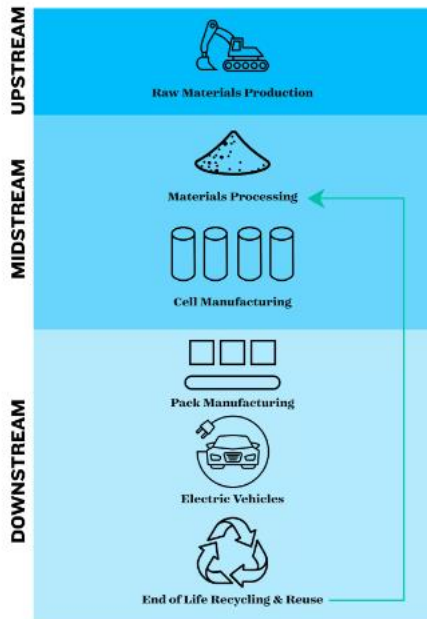 UPSTREAM
Raw Materials Production
MIDSTREAM
Materials Processing
Cell Manufacturing
DOWNSTREAM
Pack Manufacturing
Electric Vehicles
End of Life Recycling & Reuse